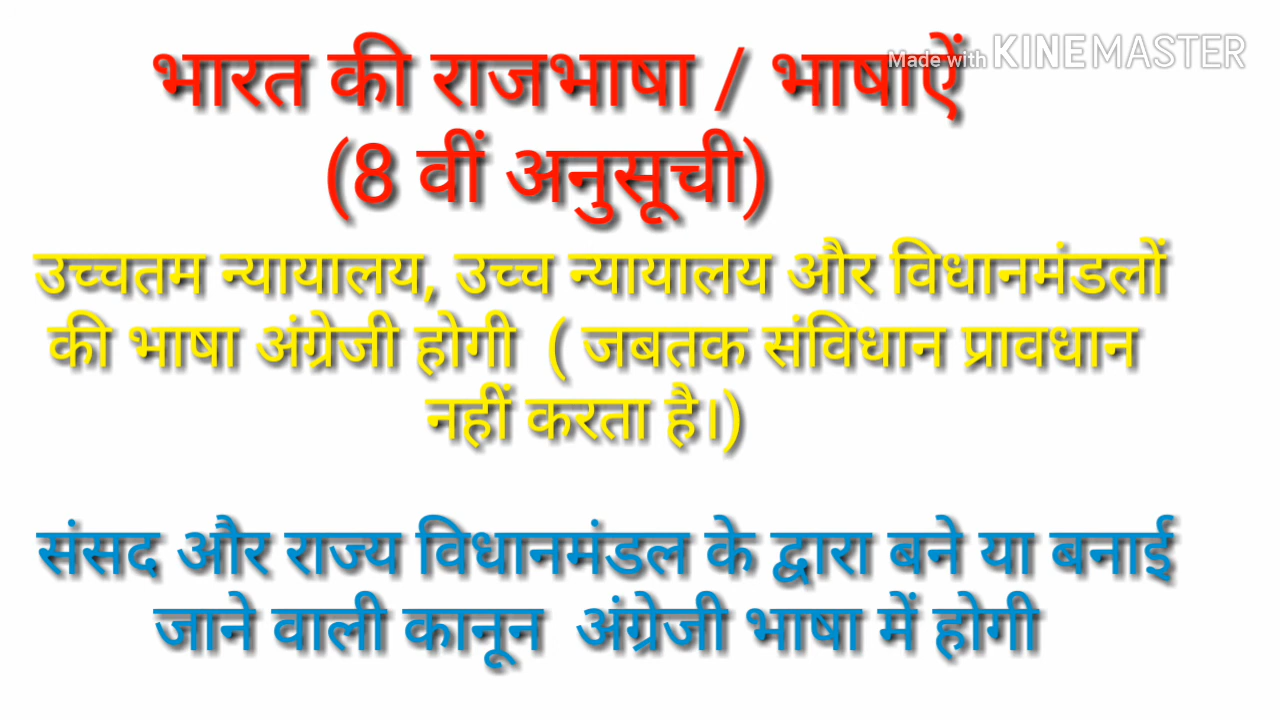 भारत की राजभाषा / भाषाऐं
Made with KINEMASTER
(8 वीं अनुसूची)
उच्चतम न्यायालय, उच्च न्यायालय और विधानमंडलों
की भाषा अंग्रेजी होगी ( जबतक संविधान प्रावधान
नहीं करता है।)
संसद और राज्य विधानमंडल के द्वारा बने या बनाई
जाने वाली कानून अंग्रेजी भाषा में होगी